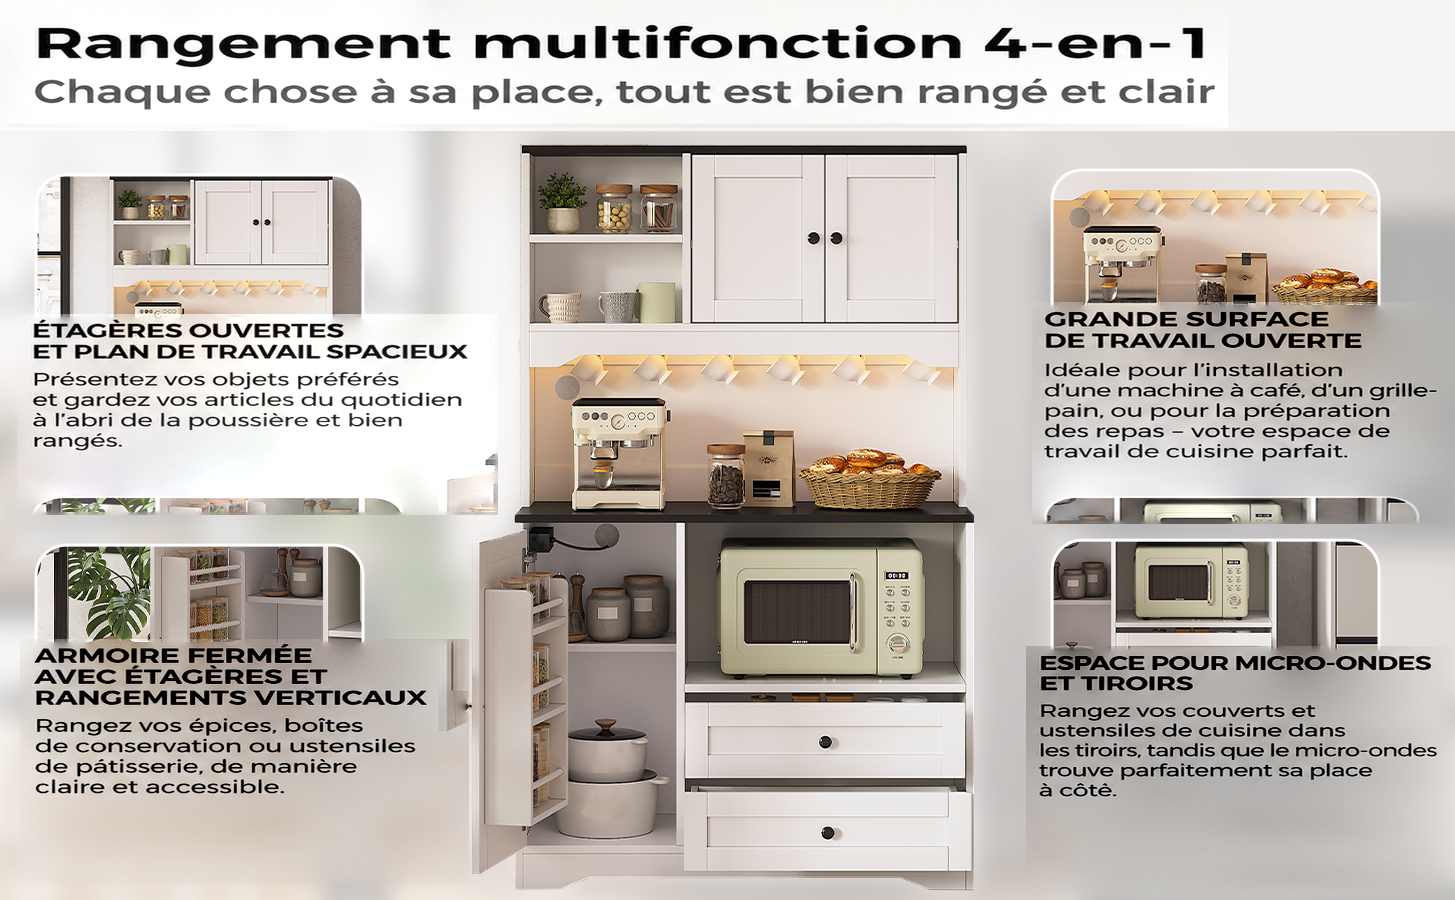 Rangement multifonction 4-en-1
Chaque chose à sa place, tout est bien rangé et clair
ÉTAGÈRES OUVERTES
ET PLAN DE TRAVAIL SPACIEUX
Présentez vos objets préférés
et gardez vos articles du quotidien
à l'abri de la poussière et bien
rangés.
GRANDE SURFACE
DE TRAVAIL OUVERTE
Idéale pour l'installation
d'une machine à café, d'un grille-
pain, ou pour la préparation
des repas – votre espace de
travail de cuisine parfait.
ARMOIRE FERMÉE
AVEC ÉTAGÈRES ET
RANGEMENTS VERTICAUX
Rangez vos épices, boîtes
de conservation ou ustensiles
de pátisserie, de manière
claire et accessible.
ESPACE POUR MICRO-ONDES
ET TIROIRS
Rangez vos couverts et
ustensiles de cuisine dans
les tiroirs, tandis que le micro-ondes
trouve parfaitement sa place
à côtê.